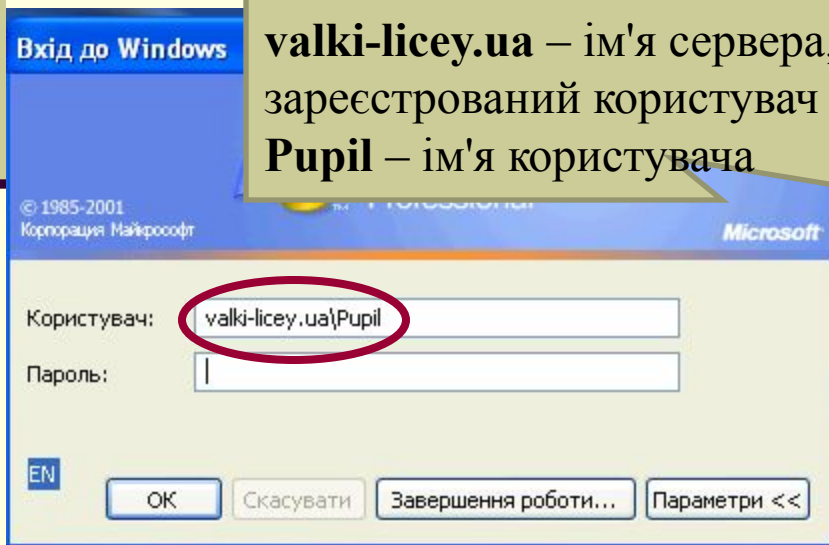 Вхід до Windows
valki-licey.ua – ім'я сервера,
зареєстрований користувач
Pupil – ім'я користувача
© 1985-2001
Корпорация Майкрософт
Professional
Microsoft
Користувач:
valki-licey.ua\Pupil
Пароль:
EN
ОК
Скасувати
Завершення роботи...
Параметри <<